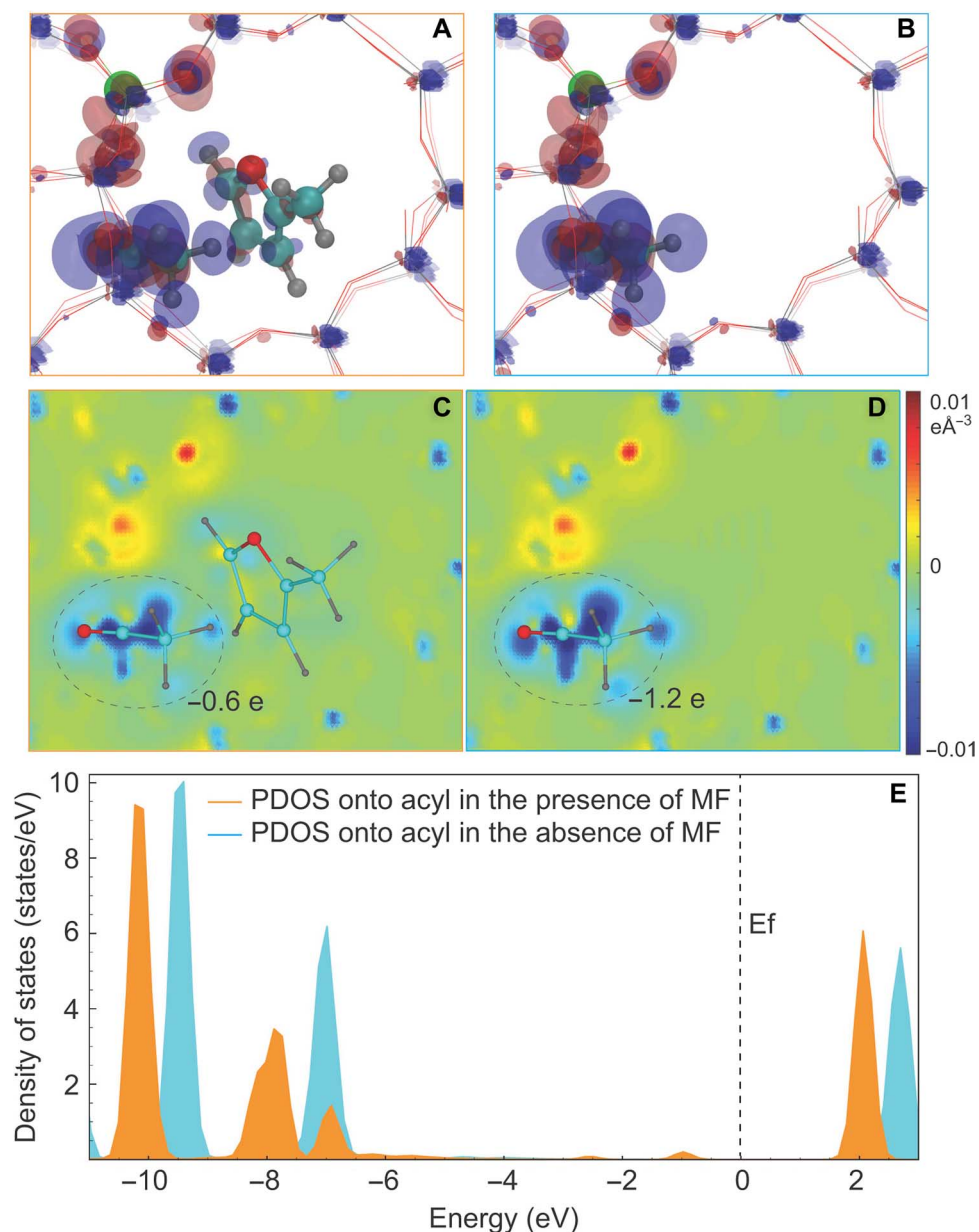 A
B
C
D
0.01
eÅ⁻³
0
−0.01
−0.6 e
−1.2 e
E
PDOS onto acyl in the presence of MF
PDOS onto acyl in the absence of MF
Ef
Density of states (states/eV)
10
8
6
4
2
−10
−8
−6
−4
−2
0
2
Energy (eV)